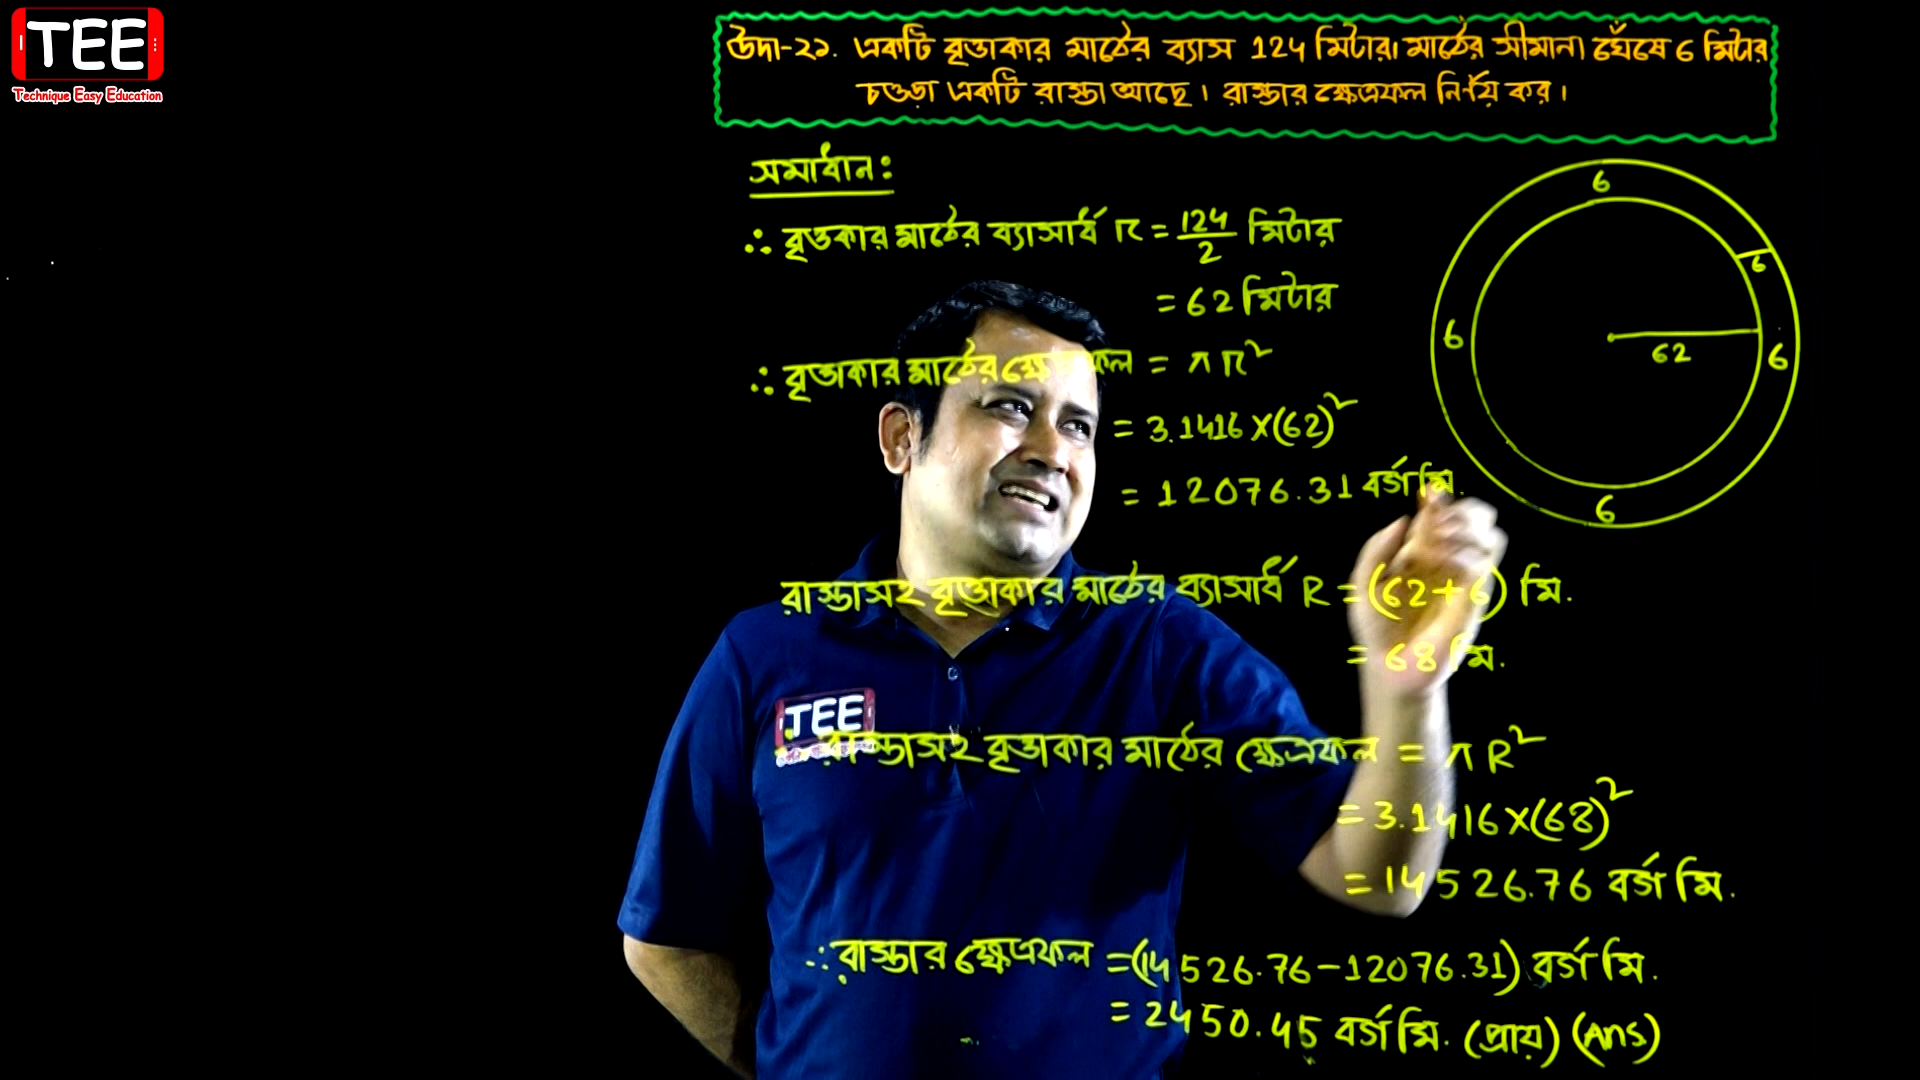 TEE
Technique Easy Education
উদা-২১. একটি বৃত্তাকার মাঠের ব্যাস 124 মিটার। মাঠের সীমানা ঘেঁষে 6 মিটার
চওড়া একটি রাস্তা আছে। রাস্তার ক্ষেত্রফল নির্ণয় কর।
সমাধান:
∴ বৃত্তকার মাঠের ব্যাসার্ধ r = 124/2 মিটার
= 62 মিটার
∴ বৃত্তাকার মাঠের ক্ষেত্রফল = πr²
= 3.1416×(62)²
= 12076.31 বর্গ মি.
রাস্তাসহ বৃত্তাকার মাঠের ব্যাসার্ধ R = (62+6) মি.
= 68 মি.
রাস্তাসহ বৃত্তাকার মাঠের ক্ষেত্রফল = πR²
= 3.1416×(68)²
= 14526.76 বর্গ মি.
∴ রাস্তার ক্ষেত্রফল = (14526.76-12076.31) বর্গ মি.
= 2450.45 বর্গ মি. (প্রায়) (Ans)
6
6
6
62
6
6
TEE